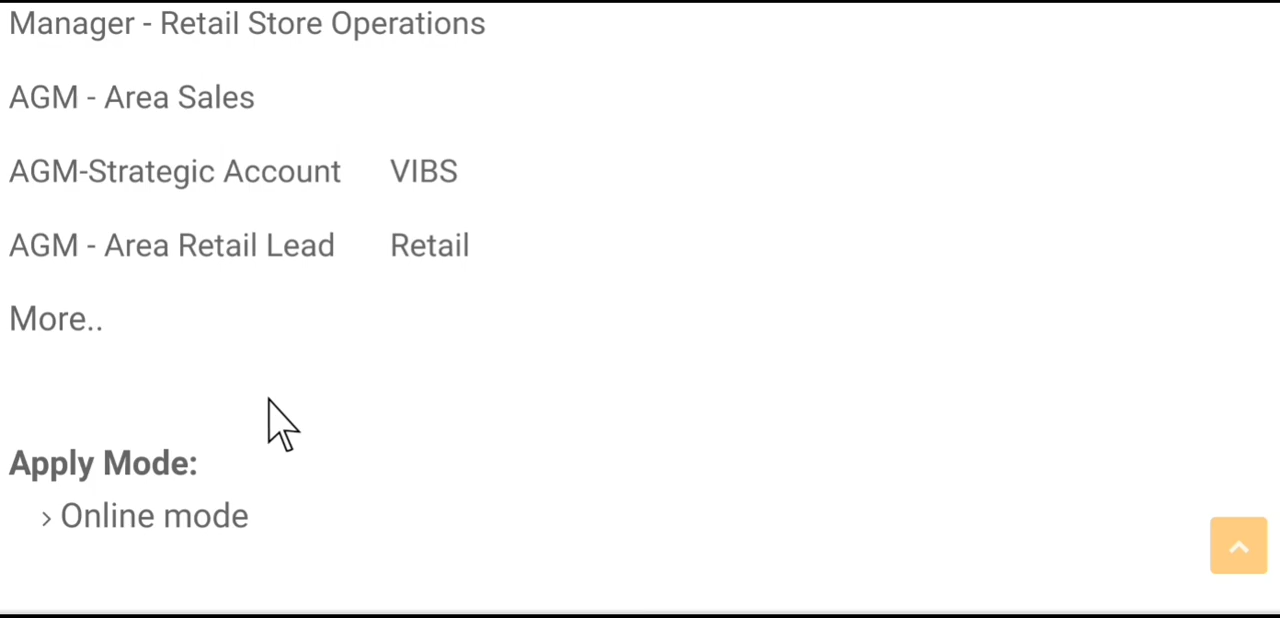 Manager - Retail Store Operations
AGM - Area Sales
AGM-Strategic Account VIBS
AGM - Area Retail Lead Retail
More..
Apply Mode:
› Online mode